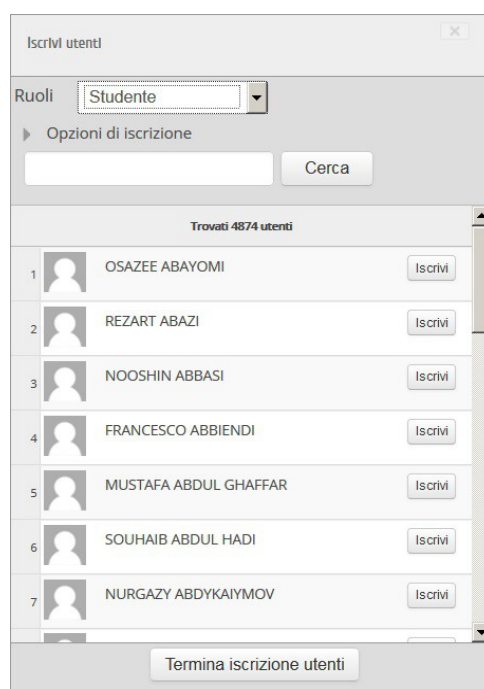 Iscrivi utenti
Ruoli Studente
Opzioni di iscrizione
Cerca
Trovati 4874 utenti
1 OSAZEE ABAYOMI Iscrivi
2 REZART ABAZI Iscrivi
3 NOOSHIN ABBASI Iscrivi
4 FRANCESCO ABBIENDI Iscrivi
5 MUSTAFA ABDUL GHAFFAR Iscrivi
6 SOUHAIB ABDUL HADI Iscrivi
7 NURGAZY ABDYKAIYMOV Iscrivi
Termina iscrizione utenti